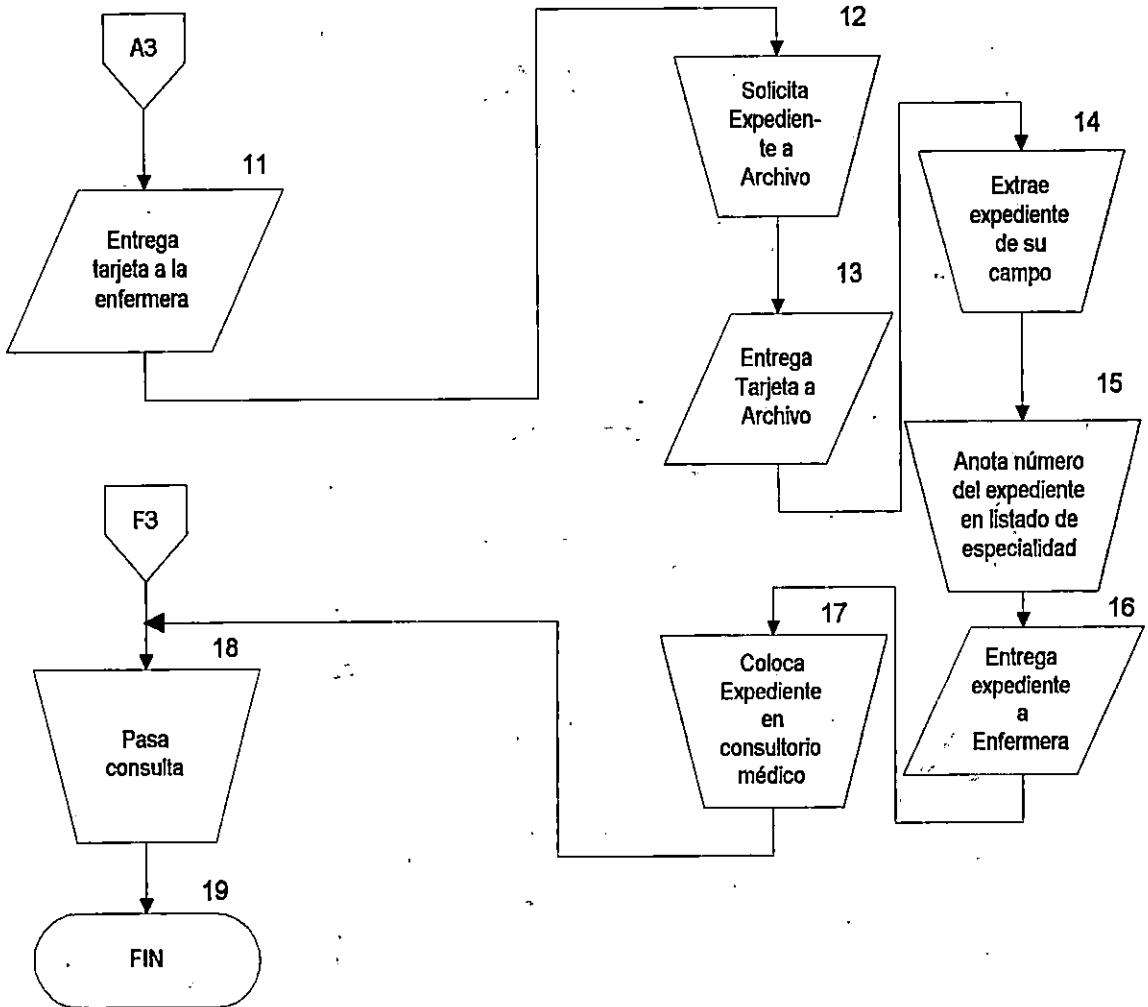 A3
11
Entrega
tarjeta a la
enfermera
12
Solicita
Expedien-
te a
Archivo
13
Entrega
Tarjeta a
Archivo
14
Extrae
expediente
de su
campo
15
Anota número
del expediente
en listado de
especialidad
16
Entrega
expediente
a
Enfermera
17
Coloca
Expediente
en
consultorio
médico
F3
18
Pasa
consulta
19
FIN